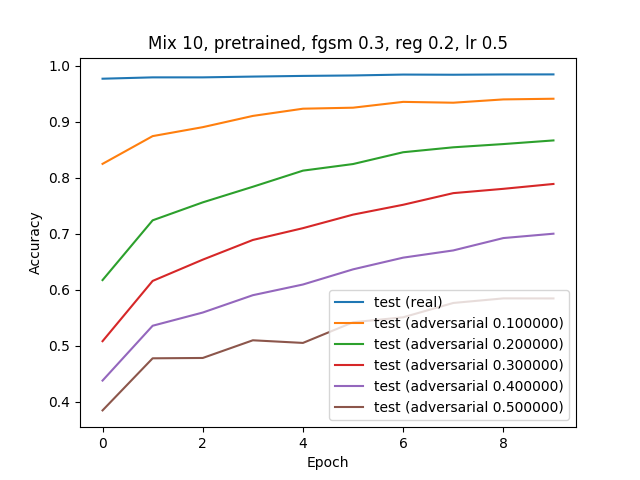 Mix 10, pretrained, fgsm 0.3, reg 0.2, lr 0.5
1.0
0.9
0.8
0.7
0.6
0.5
0.4
Accuracy
test (real)
test (adversarial 0.100000)
test (adversarial 0.200000)
test (adversarial 0.300000)
test (adversarial 0.400000)
test (adversarial 0.500000)
0 2 4 6 8
Epoch